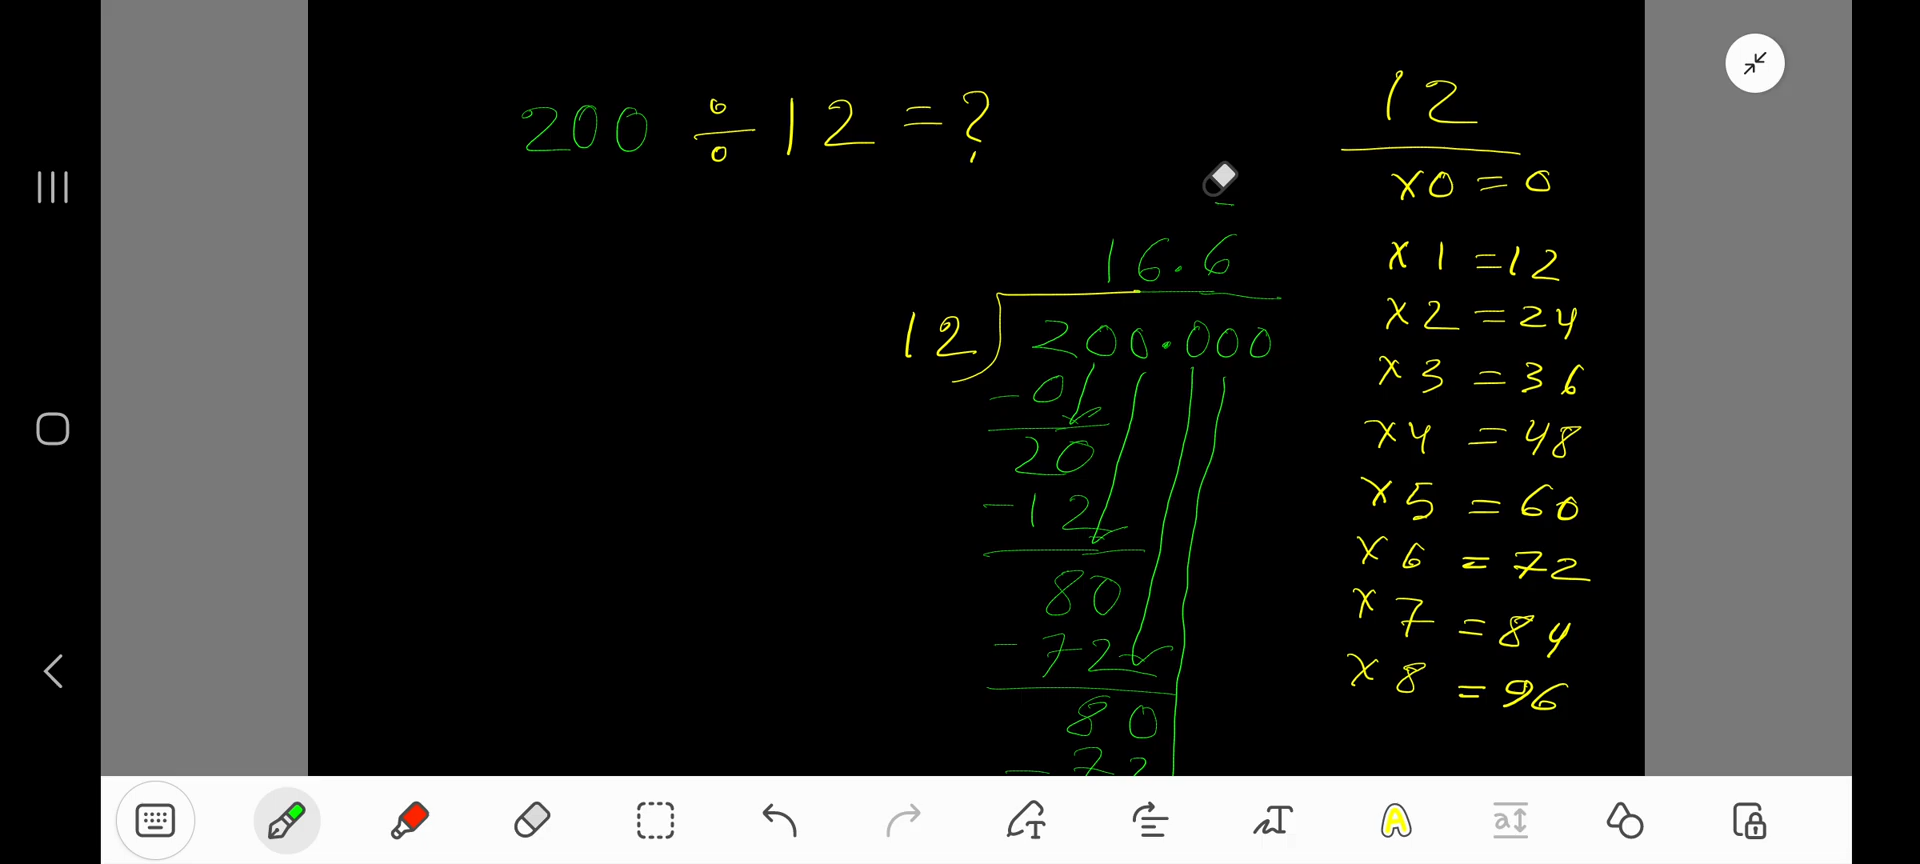 200 ÷ 12 = ?
16.6
12)200.000
-0
20
-12
80
-72
80
-72
12
x0=0
x1=12
x2=24
x3=36
x4=48
x5=60
x6=72
x7=84
x8=96
T
T
A
a